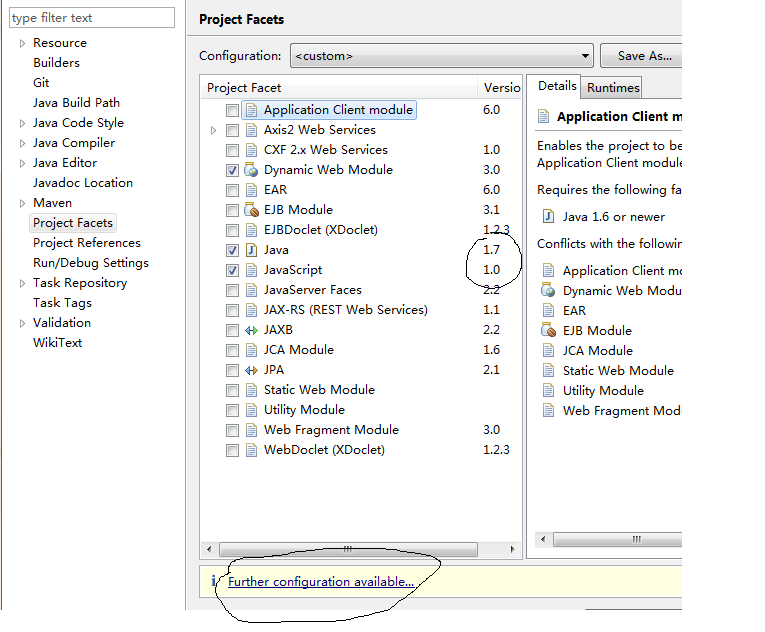 type filter text
Resource
Builders
Git
Java Build Path
Java Code Style
Java Compiler
Java Editor
Javadoc Location
Maven
Project Facets
Project References
Run/Debug Settings
Task Repository
Task Tags
Validation
WikiText
Project Facets
Configuration: <custom> Save As...
Project Facet Versio
Application Client module 6.0
Axis2 Web Services
CXF 2.x Web Services 1.0
Dynamic Web Module 3.0
EAR 6.0
EJB Module 3.1
EJBDoclet (XDoclet) 1.2.3
Java 1.7
JavaScript 1.0
JavaServer Faces 2.2
JAX-RS (REST Web Services) 1.1
JAXB 2.2
JCA Module 1.6
JPA 2.1
Static Web Module
Utility Module
Web Fragment Module 3.0
WebDoclet (XDoclet) 1.2.3
Details Runtimes
Application Client m
Enables the project to be
Application Client module
Requires the following fa
Java 1.6 or newer
Conflicts with the followin
Application Client mo
Dynamic Web Modu
EAR
EJB Module
JCA Module
Static Web Module
Utility Module
Web Fragment Mod
Further configuration available...